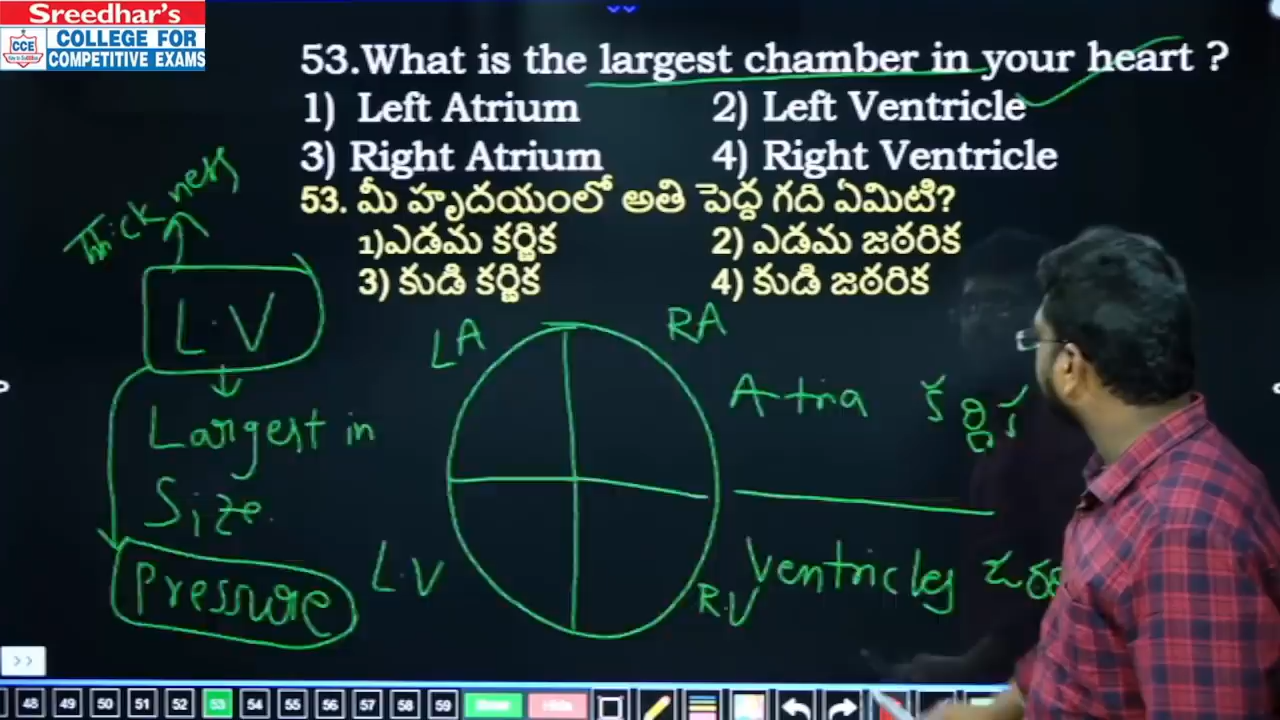 Sreedhar's
CCE
COLLEGE FOR
COMPETITIVE EXAMS
53.What is the largest chamber in your heart ?
1) Left Atrium 2) Left Ventricle
3) Right Atrium 4) Right Ventricle
53. మీ హృదయంలో అతి పెద్ద గది ఏమిటి?
1)ఎడమ కర్ణిక 2) ఎడమ జఠరిక
3) కుడి కర్ణిక 4) కుడి జఠరిక
Thickness
L.V
Largest in
Size.
Pressure
LA RA
Atria
L.V R.V
Ventricles
>>
48 49 50 51 52 53 54 55 56 57 58 59
Hide